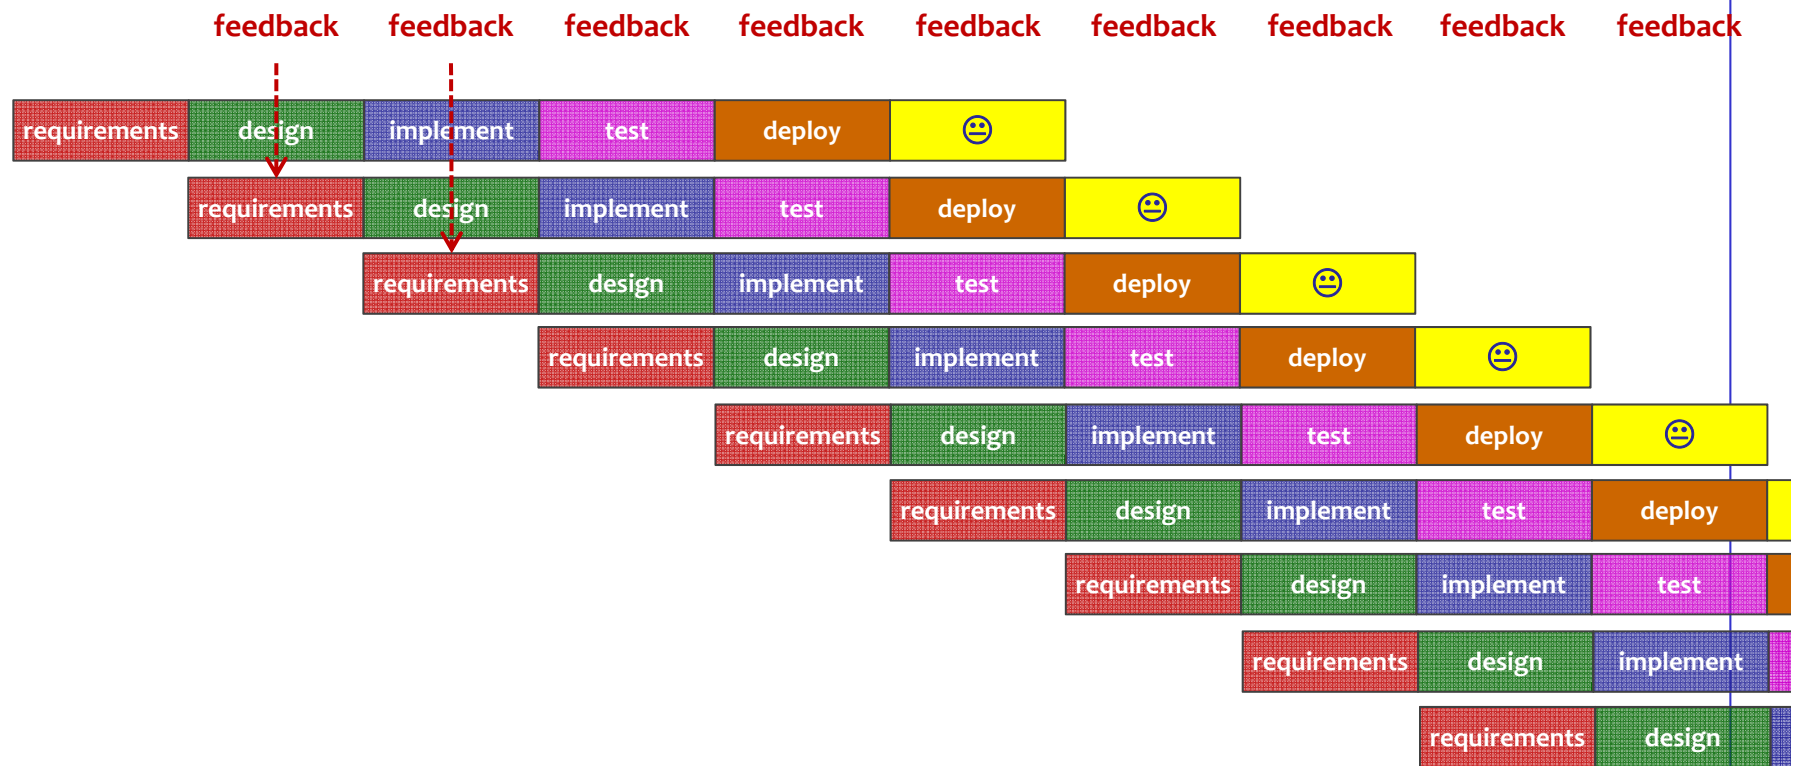 feedback feedback feedback feedback feedback feedback feedback feedback feedback
requirements design implement test deploy
requirements design implement test deploy
requirements design implement test deploy
requirements design implement test deploy
requirements design implement test deploy
requirements design implement test deploy
requirements design implement test
requirements design implement
requirements design